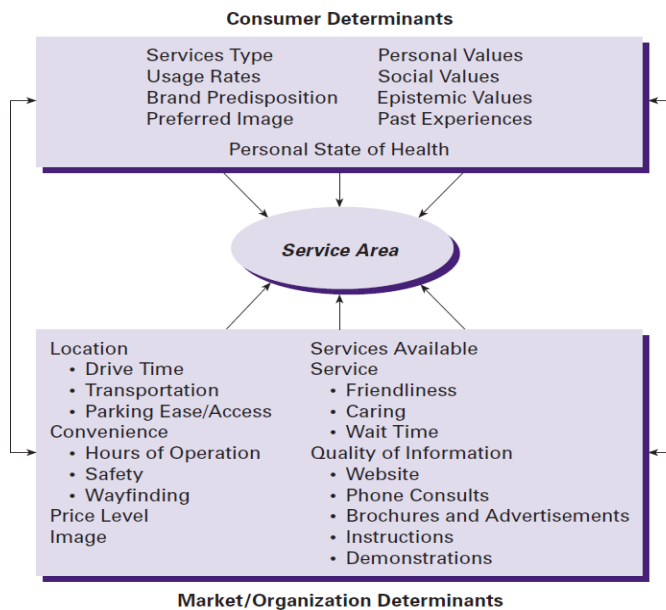 Consumer Determinants
Services Type
Usage Rates
Brand Predisposition
Preferred Image
Personal Values
Social Values
Epistemic Values
Past Experiences
Personal State of Health
Service Area
Location
• Drive Time
• Transportation
• Parking Ease/Access
Convenience
• Hours of Operation
• Safety
• Wayfinding
Price Level
Image
Services Available
Service
• Friendliness
• Caring
• Wait Time
Quality of Information
• Website
• Phone Consults
• Brochures and Advertisements
• Instructions
• Demonstrations
Market/Organization Determinants